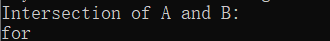 Intersection of A and B:
for